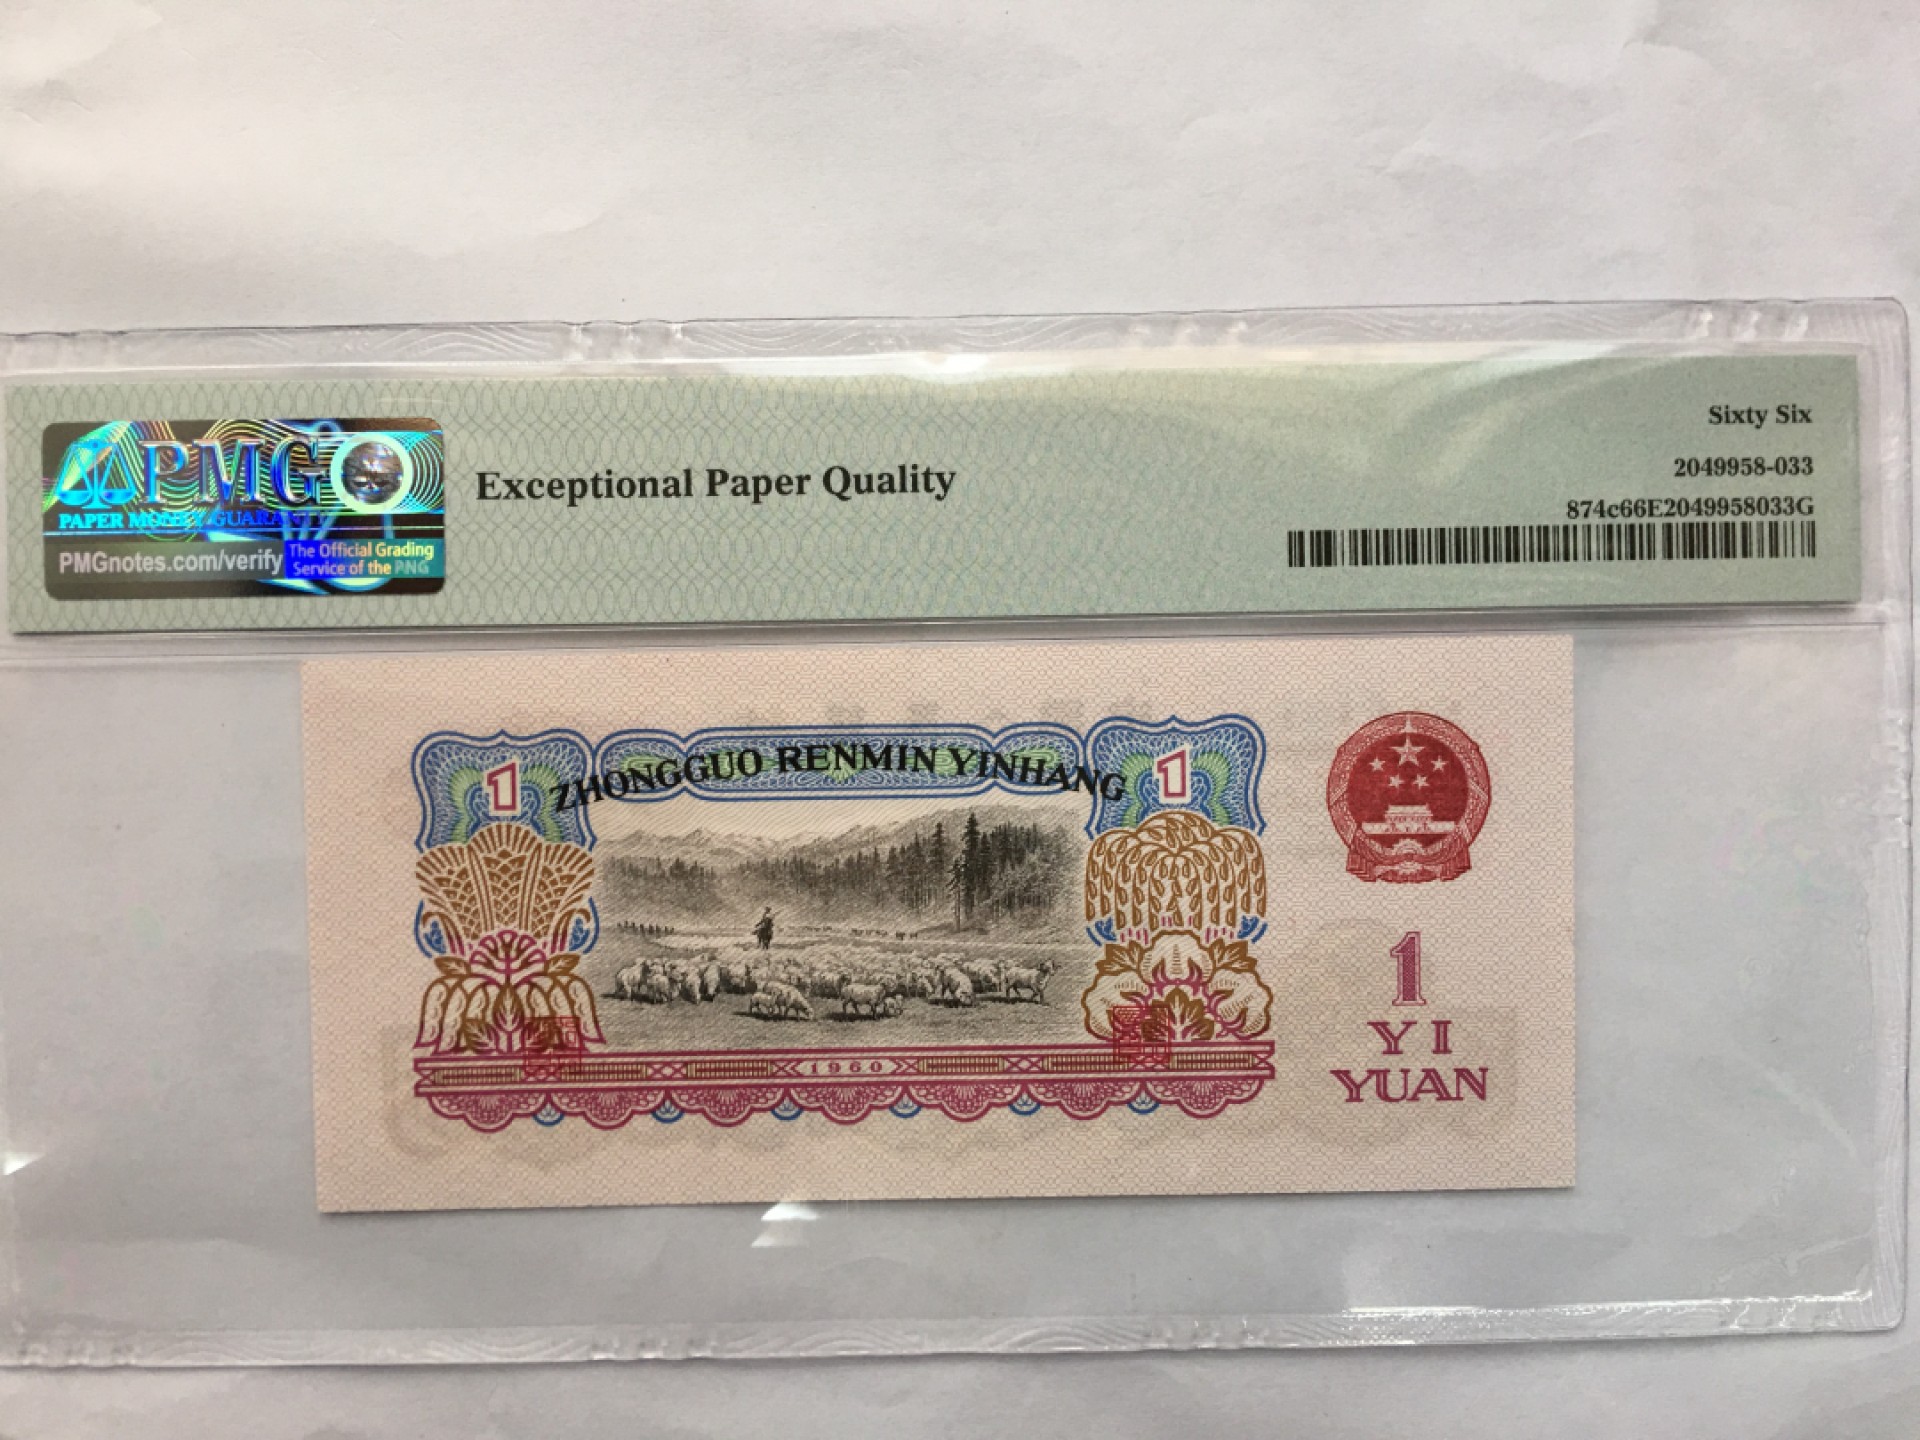 PMG
PAPER MONEY GUARANTY
PMGnotes.com/verify
The Official Grading
Service of the PNG
Exceptional Paper Quality
Sixty Six
2049958-033
874c66E2049958033G
1
ZHONGGUO RENMIN YINHANG
1
1960
1
YI
YUAN